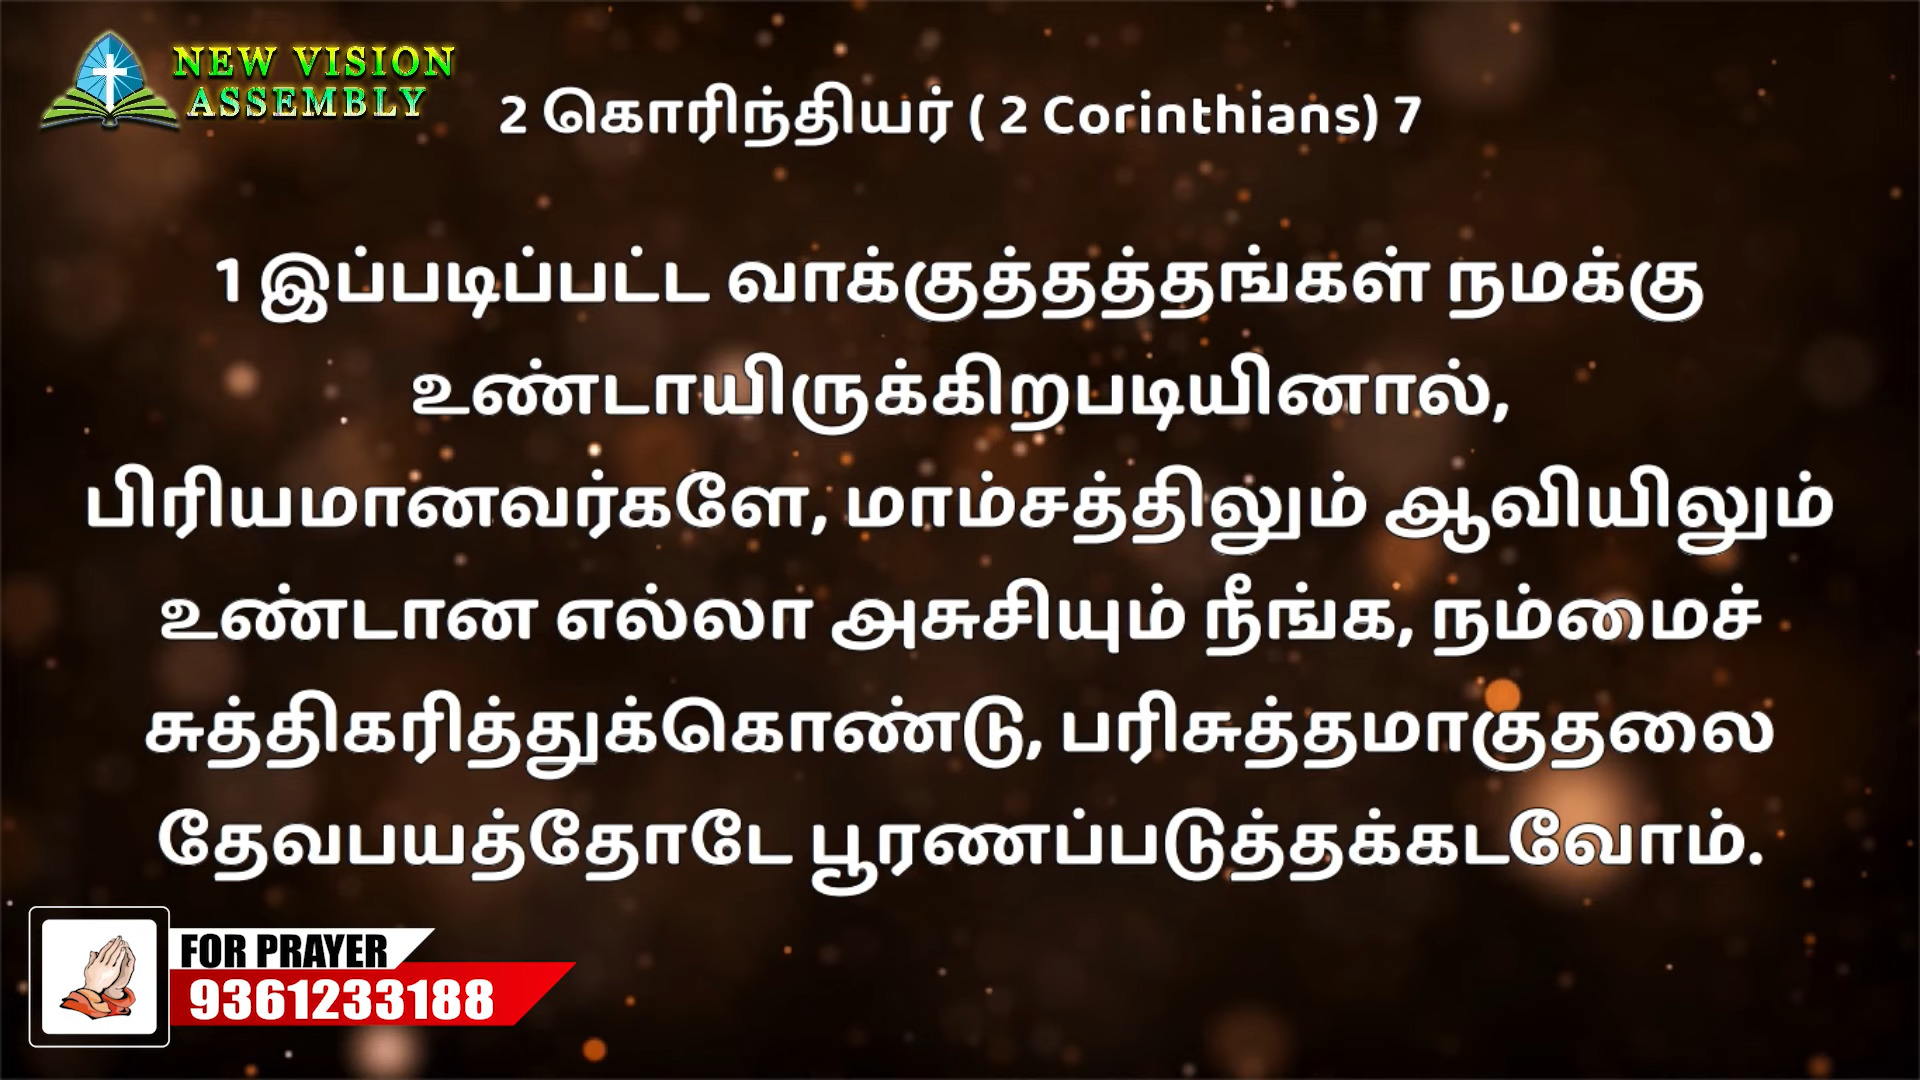 NEW VISION
ASSEMBLY
2 கொரிந்தியர் ( 2 Corinthians) 7
1 இப்படிப்பட்ட வாக்குத்தத்தங்கள் நமக்கு
உண்டாயிருக்கிறபடியினால்,
பிரியமானவர்களே, மாம்சத்திலும் ஆவியிலும்
உண்டான எல்லா அசுசியும் நீங்க, நம்மைச்
சுத்திகரித்துக்கொண்டு, பரிசுத்தமாகுதலை
தேவபயத்தோடே பூரணப்படுத்தக்கடவோம்.
FOR PRAYER
9361233188